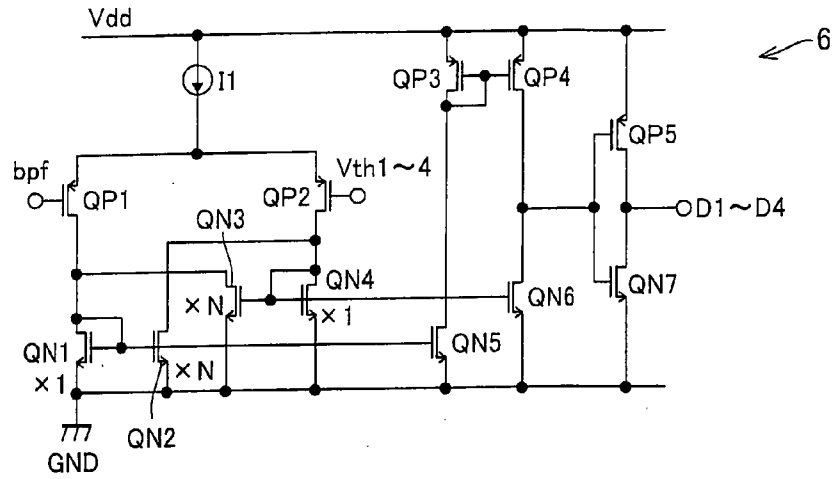 Vdd
6
I1
QP3
QP4
QP5
bpf
QP1
QP2
Vth1~4
QN3
QN4
×N
×1
D1~D4
QN6
QN7
QN1
×1
×N
QN5
QN2
GND